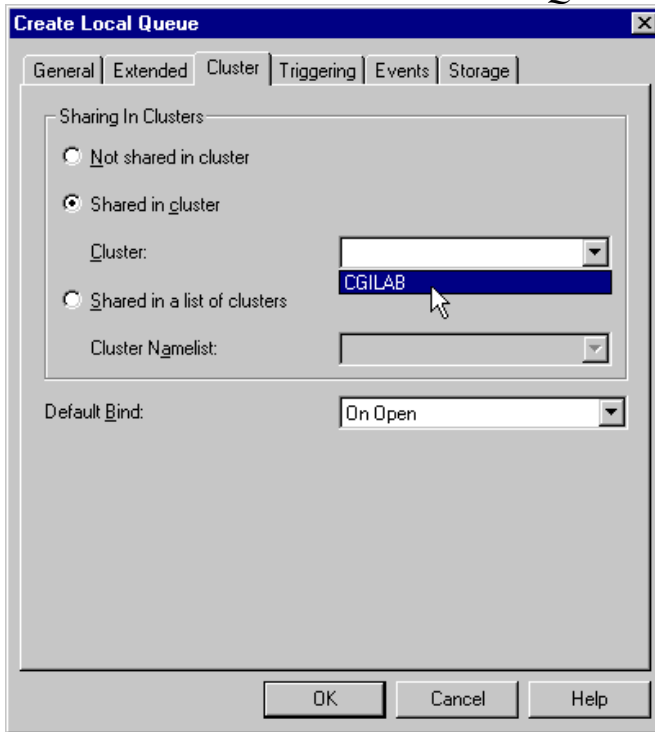 Create Local Queue
General Extended Cluster Triggering Events Storage
Sharing In Clusters
Not shared in cluster
Shared in cluster
Cluster:
CGILAB
Shared in a list of clusters
Cluster Namelist:
Default Bind: On Open
OK Cancel Help